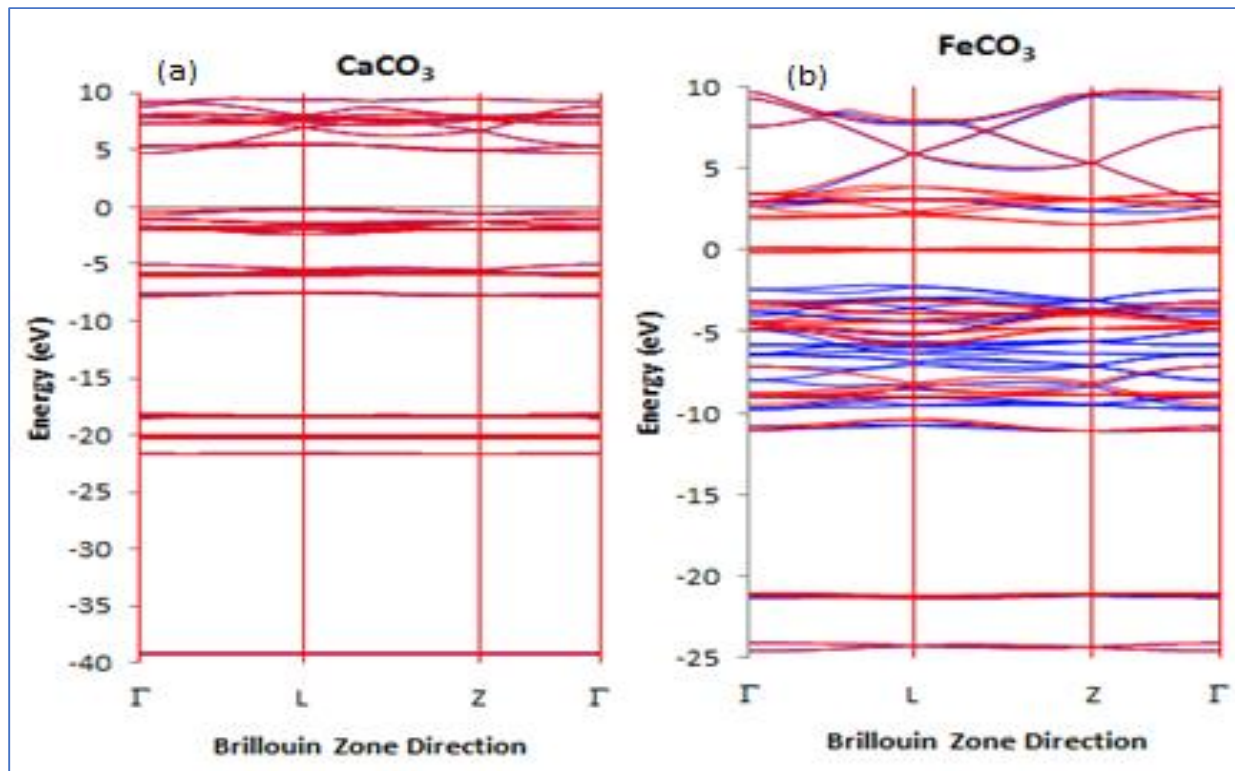 (a)
CaCO₃
10
5
0
-5
-10
-15
-20
-25
-30
-35
-40
Energy (eV)
Γ L Z Γ
Brillouin Zone Direction
(b)
FeCO₃
10
5
0
-5
-10
-15
-20
-25
Energy (eV)
Γ L Z Γ
Brillouin Zone Direction